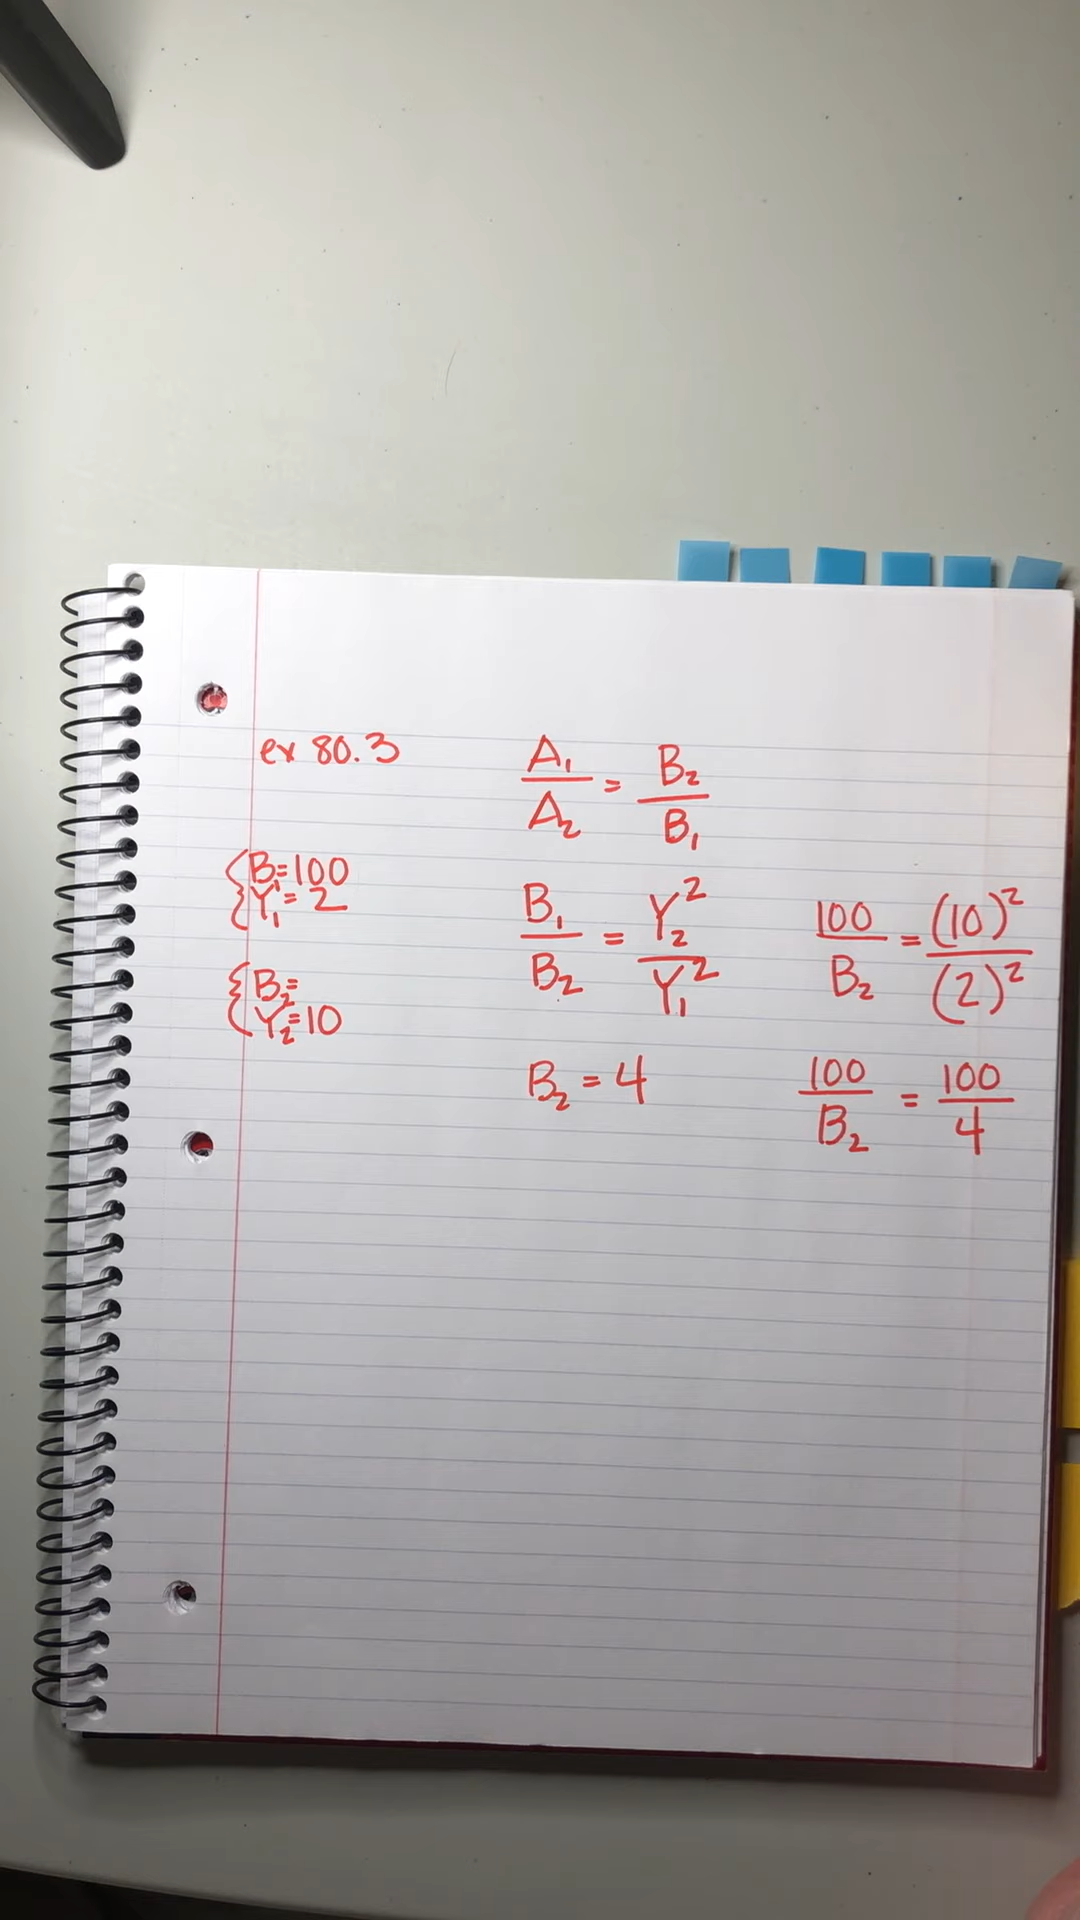 ex 80.3
A₁/A₂ = B₂/B₁
{B₁=100
Y₁=2
B₁/B₂ = Y₂²/Y₁²
100/B₂ = (10)²/(2)²
{B₂=
Y₂=10
B₂ = 4
100/B₂ = 100/4